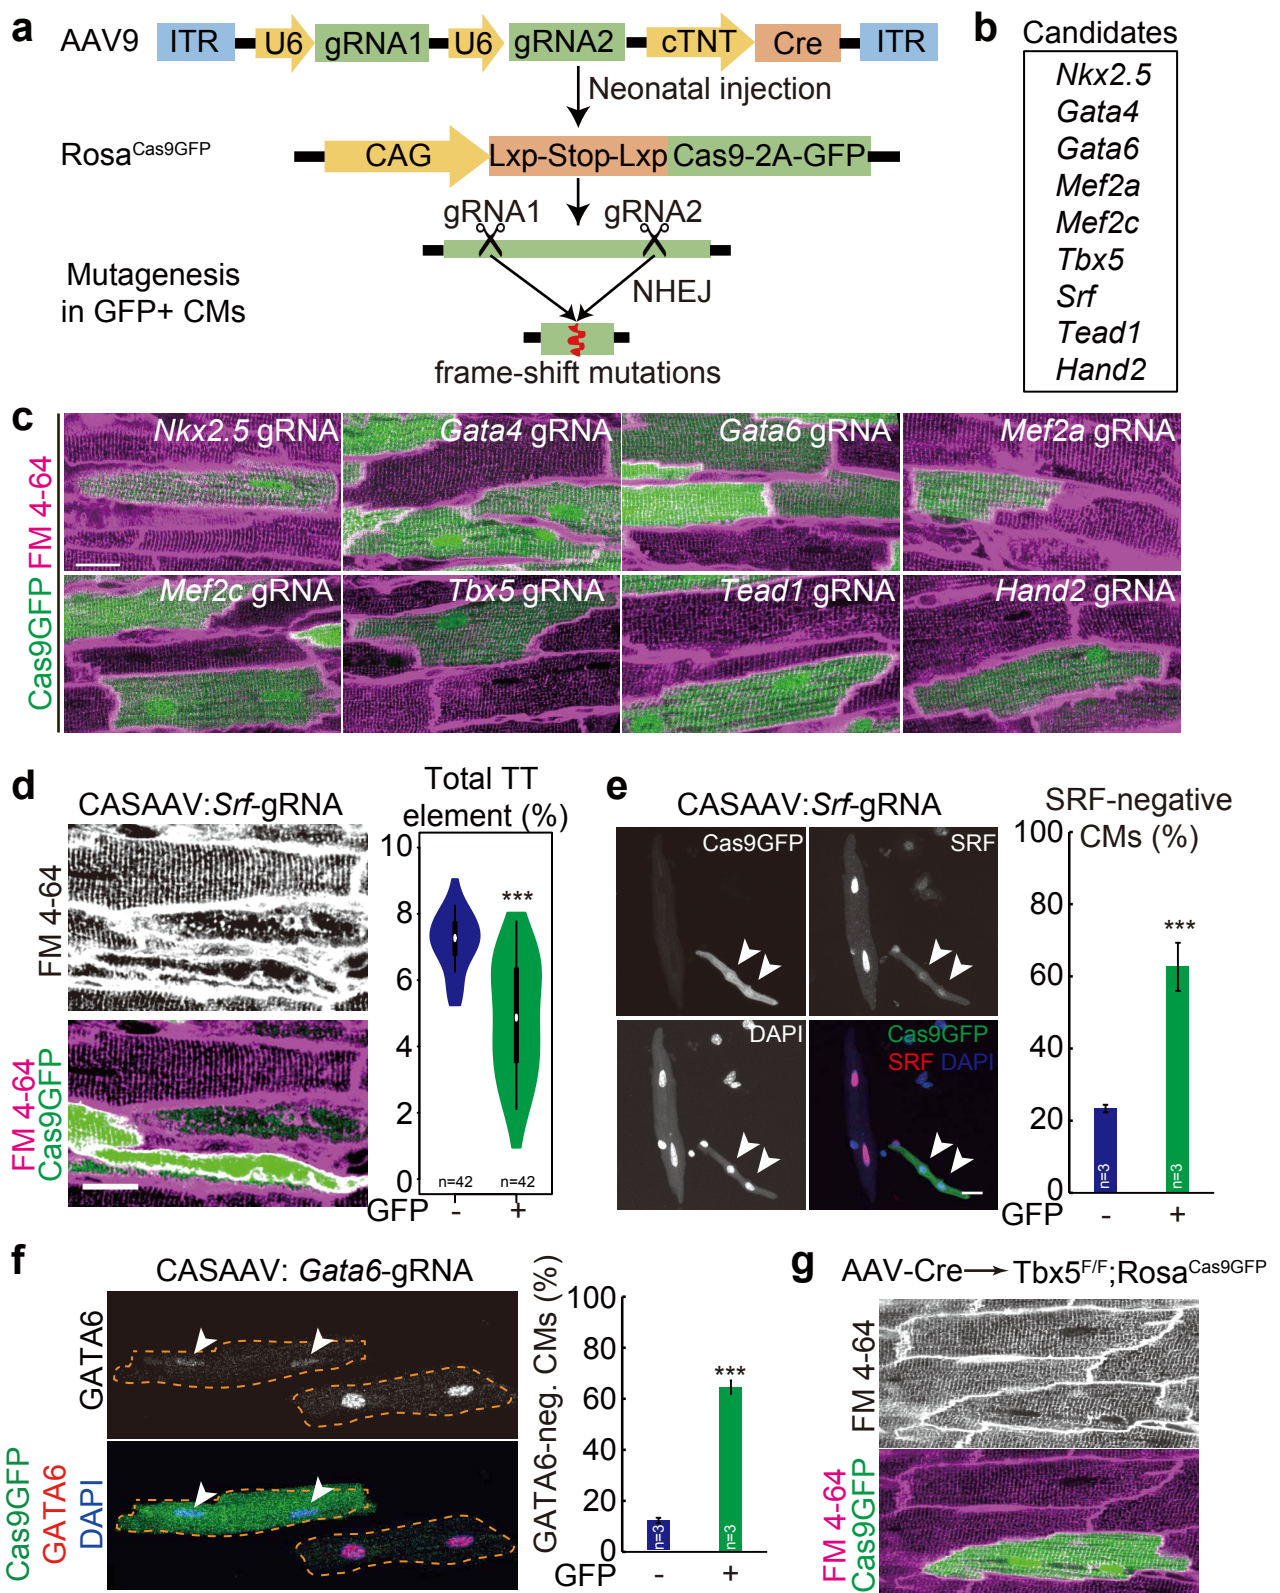 a
AAV9 ITR U6 gRNA1 U6 gRNA2 cTNT Cre ITR
Neonatal injection
Rosa^Cas9GFP CAG Lxp-Stop-Lxp Cas9-2A-GFP
gRNA1 gRNA2
Mutagenesis
in GFP+ CMs
NHEJ
frame-shift mutations
b
Candidates
Nkx2.5
Gata4
Gata6
Mef2a
Mef2c
Tbx5
Srf
Tead1
Hand2
c
Cas9GFP FM 4-64
Nkx2.5 gRNA Gata4 gRNA Gata6 gRNA Mef2a gRNA
Mef2c gRNA Tbx5 gRNA Tead1 gRNA Hand2 gRNA
d
CASAAV:Srf-gRNA
FM 4-64
FM 4-64
Cas9GFP
Total TT
element (%)
10
8
6
4
2
0
***
n=42 n=42
GFP - +
e
CASAAV:Srf-gRNA
Cas9GFP SRF
DAPI Cas9GFP
SRF DAPI
SRF-negative
CMs (%)
100
80
60
40
20
0
***
n=3 n=3
GFP - +
f
CASAAV: Gata6-gRNA
GATA6
Cas9GFP
GATA6
DAPI
GATA6-neg. CMs (%)
100
80
60
40
20
0
***
n=3 n=3
GFP - +
g
AAV-Cre Tbx5^F/F;Rosa^Cas9GFP
FM 4-64
FM 4-64
Cas9GFP